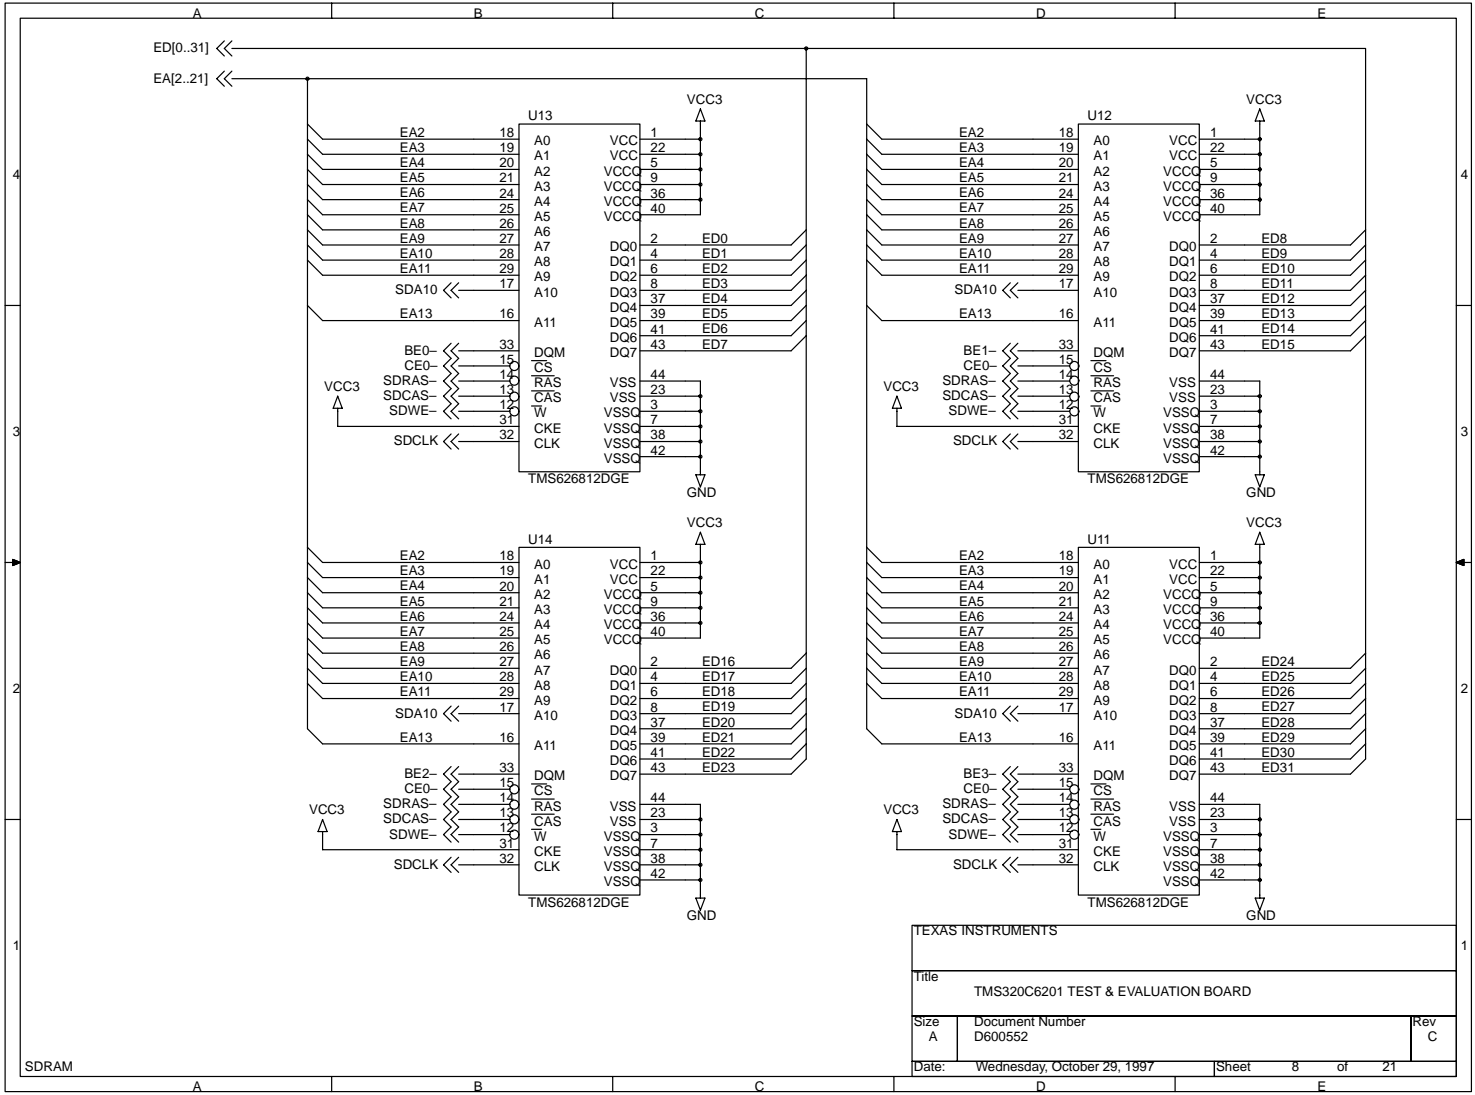 A B C D E
ED[0..31]
EA[2..21]
4 4
3 3
2 2
1 1
U13
VCC3
EA2 18 A0 VCC 1
EA3 19 A1 VCC 22
EA4 20 A2 VCCQ 5
EA5 21 A3 VCCQ 9
EA6 24 A4 VCCQ 36
EA7 25 A5 VCCQ 40
EA8 26 A6
EA9 27 A7 DQ0 2 ED0
EA10 28 A8 DQ1 4 ED1
EA11 29 A9 DQ2 6 ED2
SDA10 17 A10 DQ3 8 ED3
DQ4 37 ED4
EA13 16 A11 DQ5 39 ED5
DQ6 41 ED6
BE0– 33 DQM DQ7 43 ED7
CE0– 15 CS
SDRAS– 14 RAS VSS 44
SDCAS– 13 CAS VSS 23
SDWE– 12 W VSSQ 3
VCC3 31 CKE VSSQ 7
SDCLK 32 CLK VSSQ 38
VSSQ 42
TMS626812DGE
GND
U12
VCC3
EA2 18 A0 VCC 1
EA3 19 A1 VCC 22
EA4 20 A2 VCCQ 5
EA5 21 A3 VCCQ 9
EA6 24 A4 VCCQ 36
EA7 25 A5 VCCQ 40
EA8 26 A6
EA9 27 A7 DQ0 2 ED8
EA10 28 A8 DQ1 4 ED9
EA11 29 A9 DQ2 6 ED10
SDA10 17 A10 DQ3 8 ED11
DQ4 37 ED12
EA13 16 A11 DQ5 39 ED13
DQ6 41 ED14
BE1– 33 DQM DQ7 43 ED15
CE0– 15 CS
SDRAS– 14 RAS VSS 44
SDCAS– 13 CAS VSS 23
SDWE– 12 W VSSQ 3
VCC3 31 CKE VSSQ 7
SDCLK 32 CLK VSSQ 38
VSSQ 42
TMS626812DGE
GND
U14
VCC3
EA2 18 A0 VCC 1
EA3 19 A1 VCC 22
EA4 20 A2 VCCQ 5
EA5 21 A3 VCCQ 9
EA6 24 A4 VCCQ 36
EA7 25 A5 VCCQ 40
EA8 26 A6
EA9 27 A7 DQ0 2 ED16
EA10 28 A8 DQ1 4 ED17
EA11 29 A9 DQ2 6 ED18
SDA10 17 A10 DQ3 8 ED19
DQ4 37 ED20
EA13 16 A11 DQ5 39 ED21
DQ6 41 ED22
BE2– 33 DQM DQ7 43 ED23
CE0– 15 CS
SDRAS– 14 RAS VSS 44
SDCAS– 13 CAS VSS 23
SDWE– 12 W VSSQ 3
VCC3 31 CKE VSSQ 7
SDCLK 32 CLK VSSQ 38
VSSQ 42
TMS626812DGE
GND
U11
VCC3
EA2 18 A0 VCC 1
EA3 19 A1 VCC 22
EA4 20 A2 VCCQ 5
EA5 21 A3 VCCQ 9
EA6 24 A4 VCCQ 36
EA7 25 A5 VCCQ 40
EA8 26 A6
EA9 27 A7 DQ0 2 ED24
EA10 28 A8 DQ1 4 ED25
EA11 29 A9 DQ2 6 ED26
SDA10 17 A10 DQ3 8 ED27
DQ4 37 ED28
EA13 16 A11 DQ5 39 ED29
DQ6 41 ED30
BE3– 33 DQM DQ7 43 ED31
CE0– 15 CS
SDRAS– 14 RAS VSS 44
SDCAS– 13 CAS VSS 23
SDWE– 12 W VSSQ 3
VCC3 31 CKE VSSQ 7
SDCLK 32 CLK VSSQ 38
VSSQ 42
TMS626812DGE
GND
TEXAS INSTRUMENTS
Title
TMS320C6201 TEST & EVALUATION BOARD
Size Document Number Rev
A D600552 C
Date: Wednesday, October 29, 1997 Sheet 8 of 21
SDRAM
A B C D E